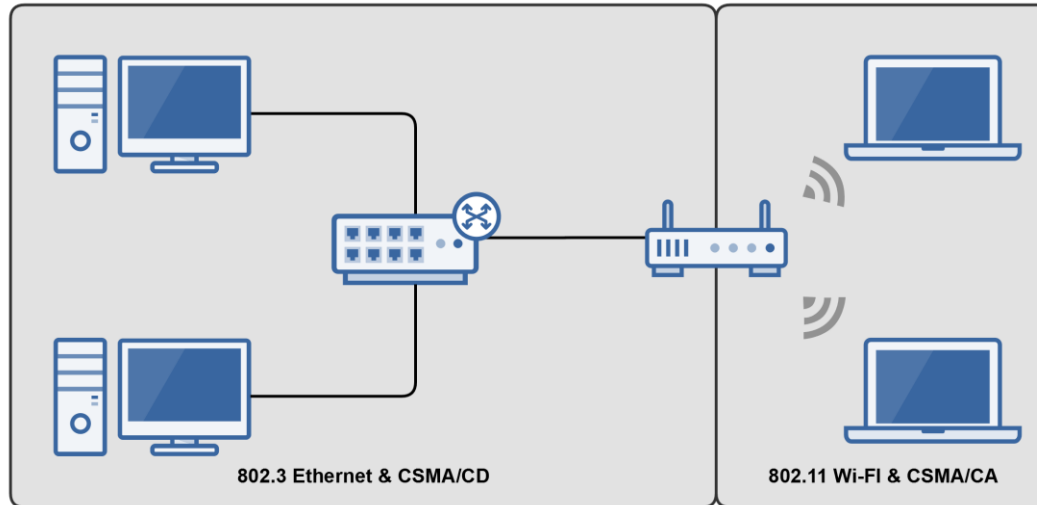 802.3 Ethernet & CSMA/CD
802.11 Wi-FI & CSMA/CA